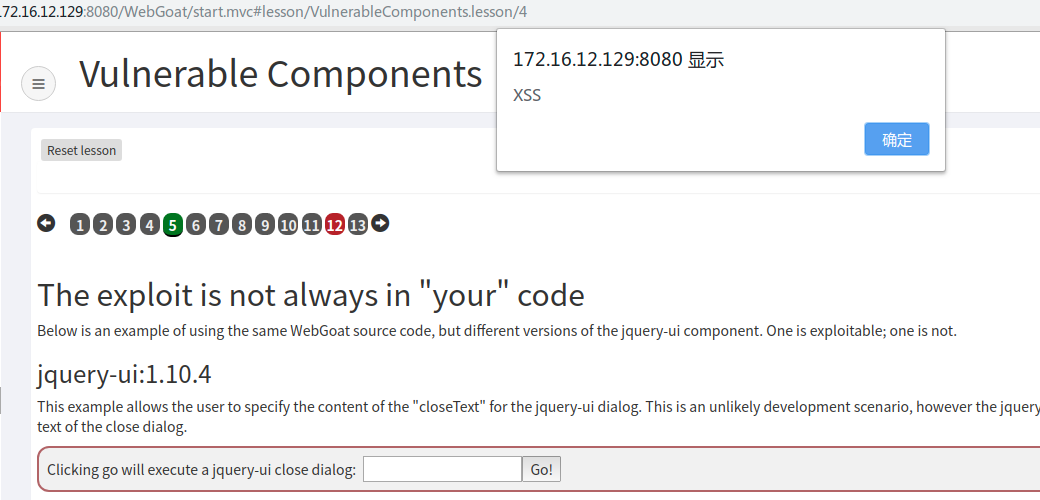 172.16.12.129:8080/WebGoat/start.mvc#lesson/VulnerableComponents.lesson/4
172.16.12.129:8080 显示
XSS
确定
Vulnerable Components
Reset lesson
1 2 3 4 5 6 7 8 9 10 11 12 13
The exploit is not always in "your" code
Below is an example of using the same WebGoat source code, but different versions of the jquery-ui component. One is exploitable; one is not.
jquery-ui:1.10.4
This example allows the user to specify the content of the "closeText" for the jquery-ui dialog. This is an unlikely development scenario, however the jquery
text of the close dialog.
Clicking go will execute a jquery-ui close dialog:
Go!